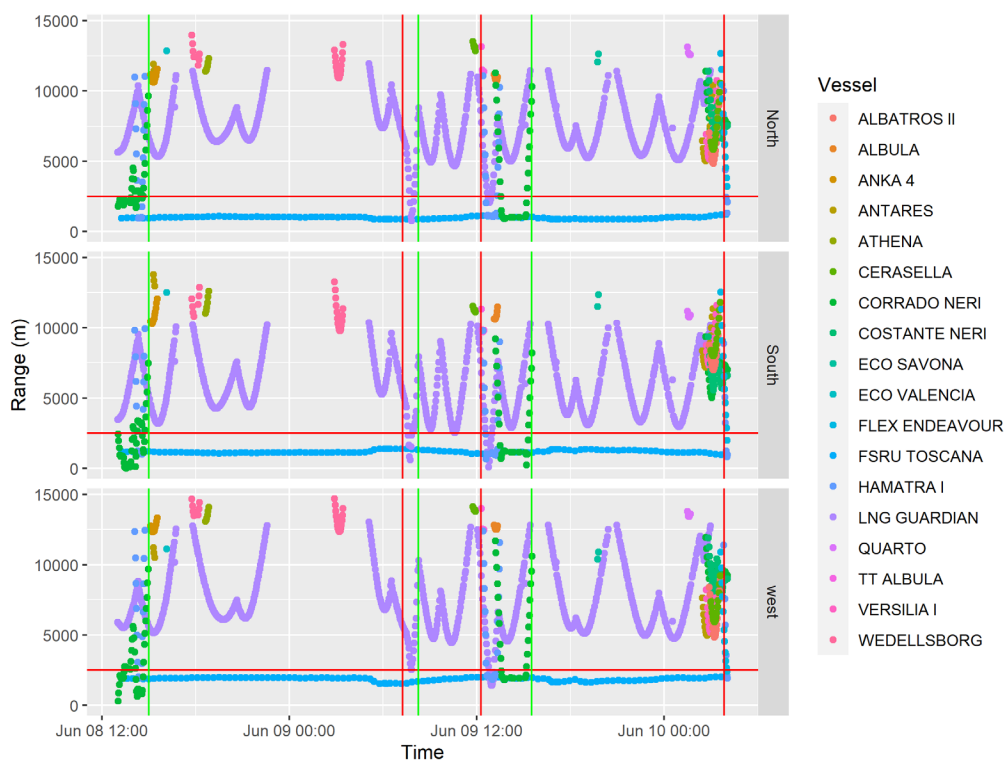 15000
10000
5000
0
North
15000
10000
5000
0
South
15000
10000
5000
0
west
Range (m)
Jun 08 12:00
Jun 09 00:00
Jun 09 12:00
Jun 10 00:00
Time
Vessel
ALBATROS II
ALBULA
ANKA 4
ANTARES
ATHENA
CERASELLA
CORRADO NERI
COSTANTE NERI
ECO SAVONA
ECO VALENCIA
FLEX ENDEAVOUR
FSRU TOSCANA
HAMATRA I
LNG GUARDIAN
QUARTO
TT ALBULA
VERSILIA I
WEDELLSBORG